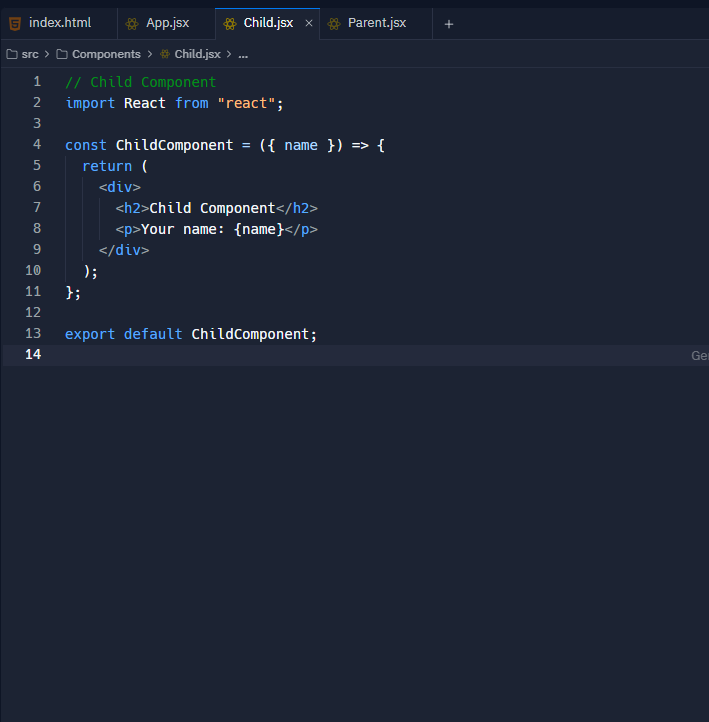 index.html App.jsx Child.jsx × Parent.jsx +
src > Components > Child.jsx > ...
1 // Child Component
2 import React from "react";
3
4 const ChildComponent = ({ name }) => {
5   return (
6     <div>
7       <h2>Child Component</h2>
8       <p>Your name: {name}</p>
9     </div>
10   );
11 };
12
13 export default ChildComponent;
14